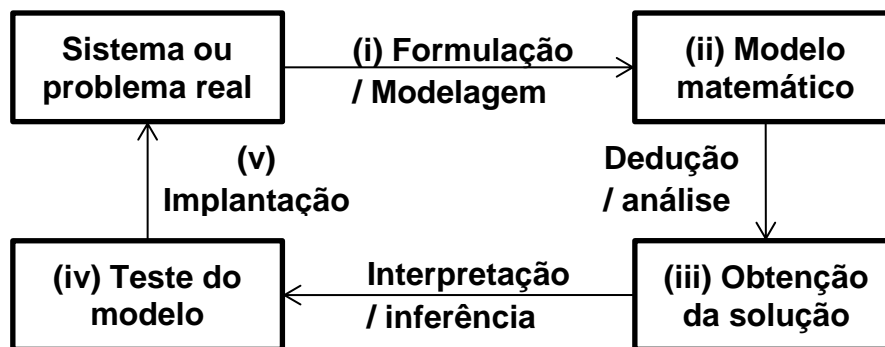 Sistema ou
problema real
(i) Formulação
/ Modelagem
(ii) Modelo
matemático
(v)
Implantação
Dedução
/ análise
(iv) Teste do
modelo
Interpretação
/ inferência
(iii) Obtenção
da solução